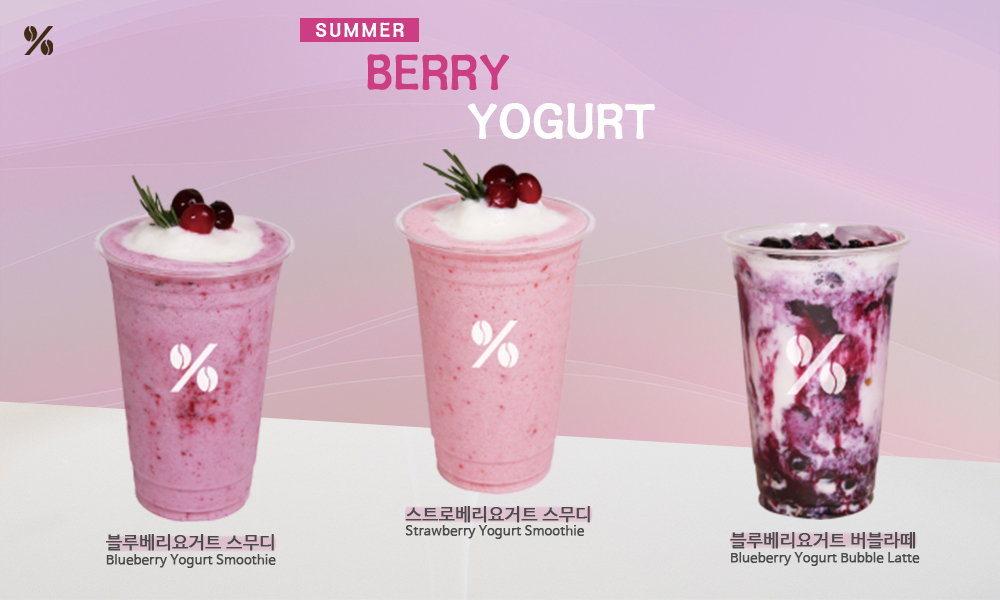 SUMMER
BERRY
YOGURT
블루베리요거트 스무디
Blueberry Yogurt Smoothie
스트로베리요거트 스무디
Strawberry Yogurt Smoothie
블루베리요거트 버블라떼
Blueberry Yogurt Bubble Latte